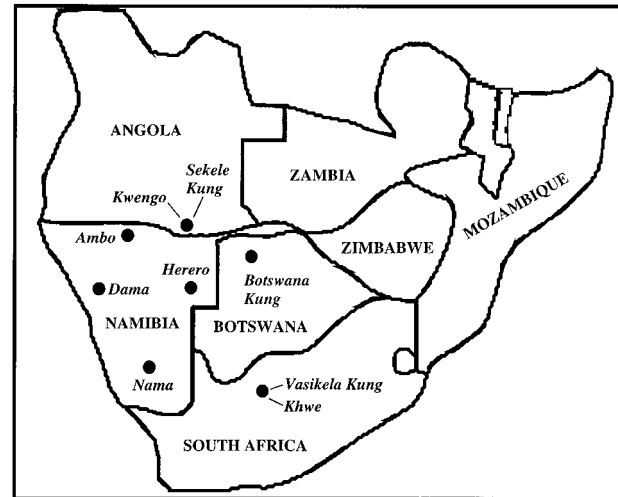 ANGOLA
Sekele
Kung
Kwengo
ZAMBIA
MOZAMBIQUE
Ambo
ZIMBABWE
Herero
Botswana
Kung
Dama
NAMIBIA
BOTSWANA
Nama
Vasikela Kung
Khwe
SOUTH AFRICA